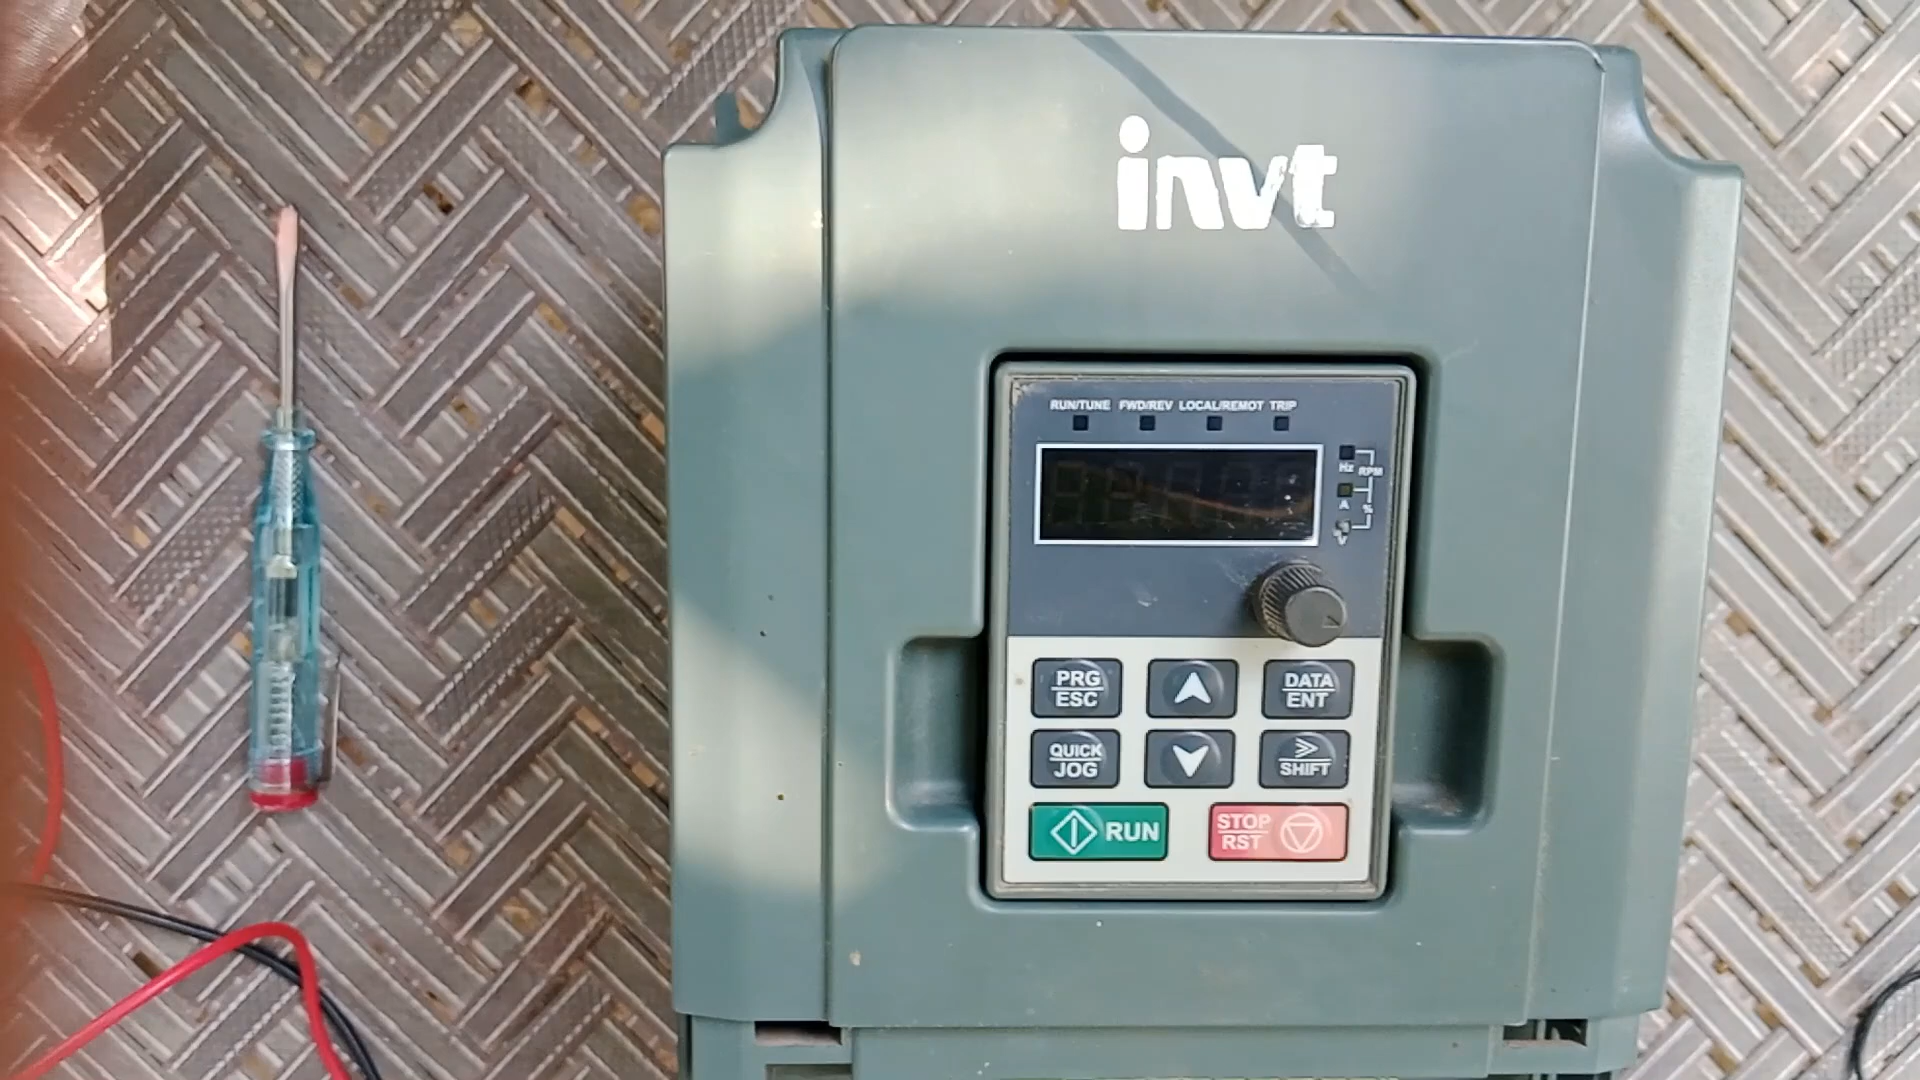 invt
RUN/TUNE FWD/REV LOCAL/REMOT TRIP
Hz
RPM
A
%
V
PRG
ESC
DATA
ENT
QUICK
JOG
SHIFT
RUN
STOP
RST